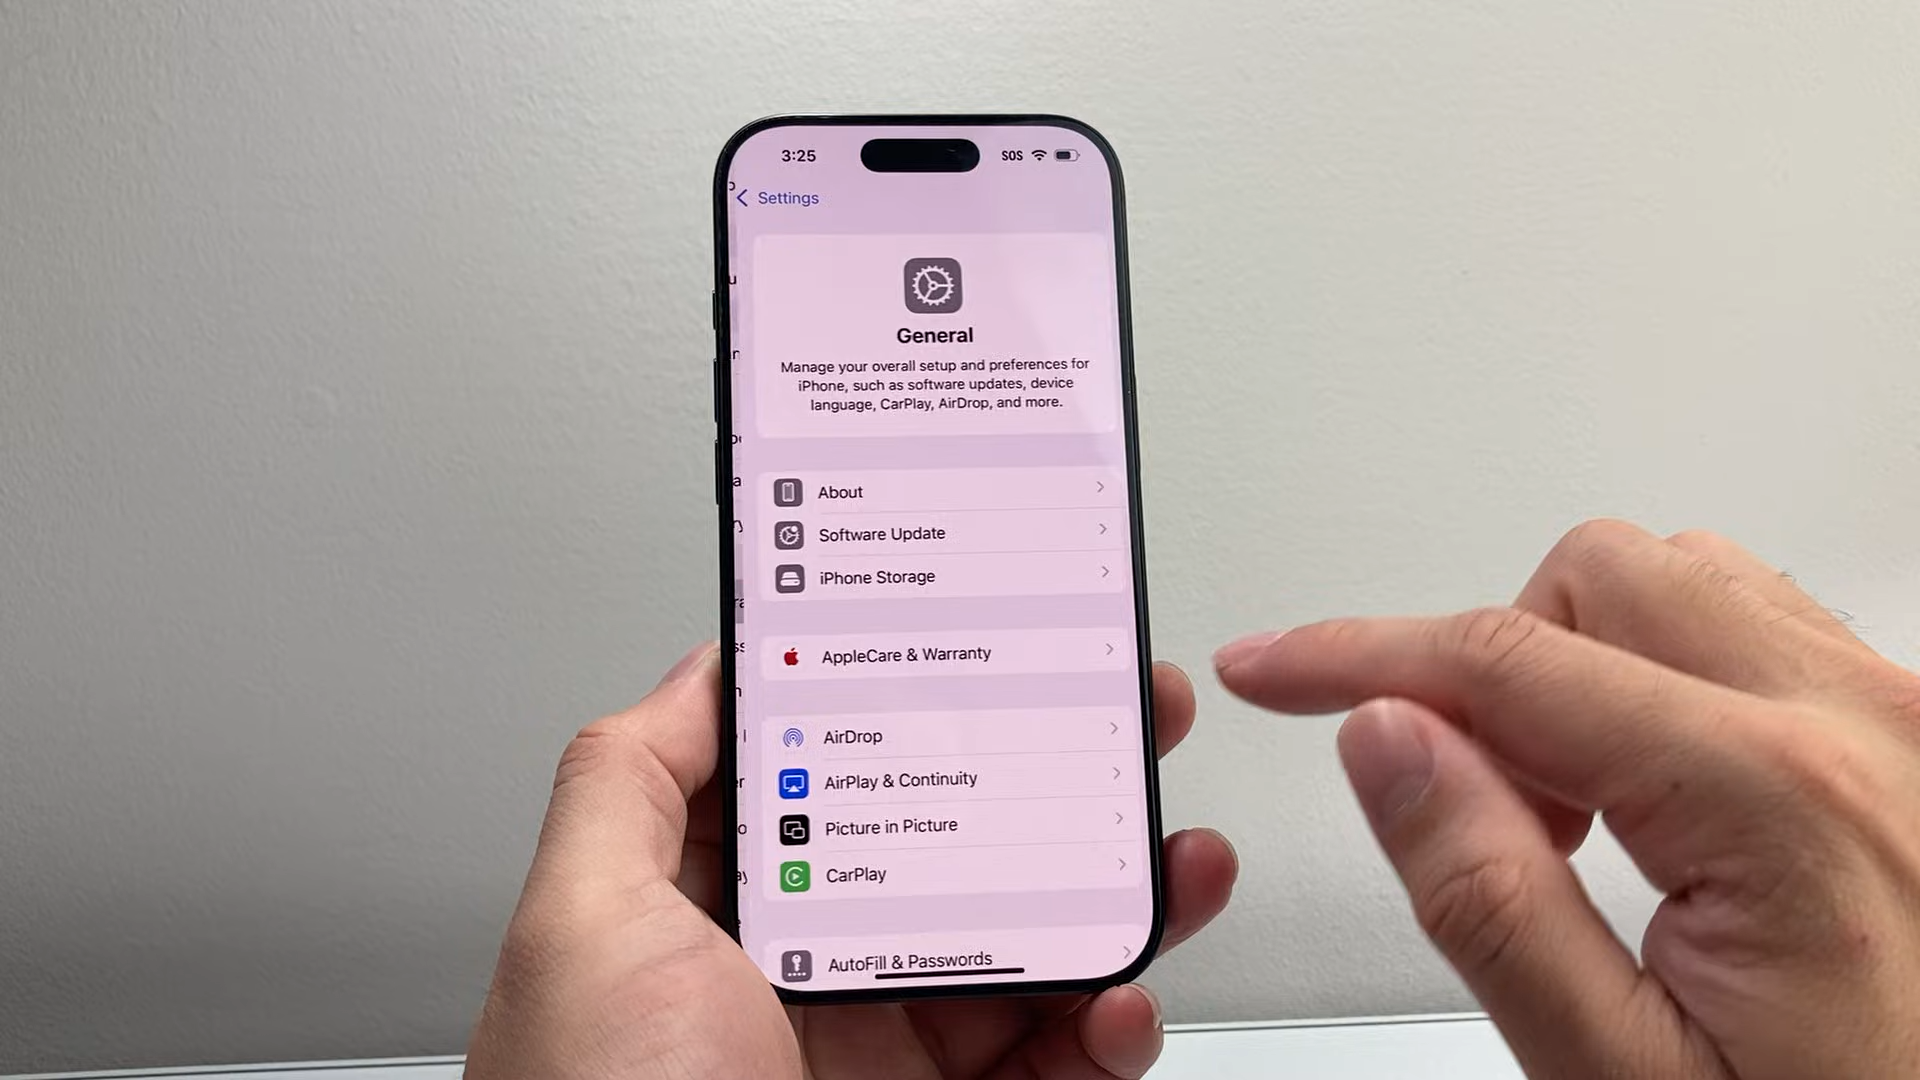 3:25
SOS
Settings
General
Manage your overall setup and preferences for
iPhone, such as software updates, device
language, CarPlay, AirDrop, and more.
About
Software Update
iPhone Storage
AppleCare & Warranty
AirDrop
AirPlay & Continuity
Picture in Picture
CarPlay
AutoFill & Passwords